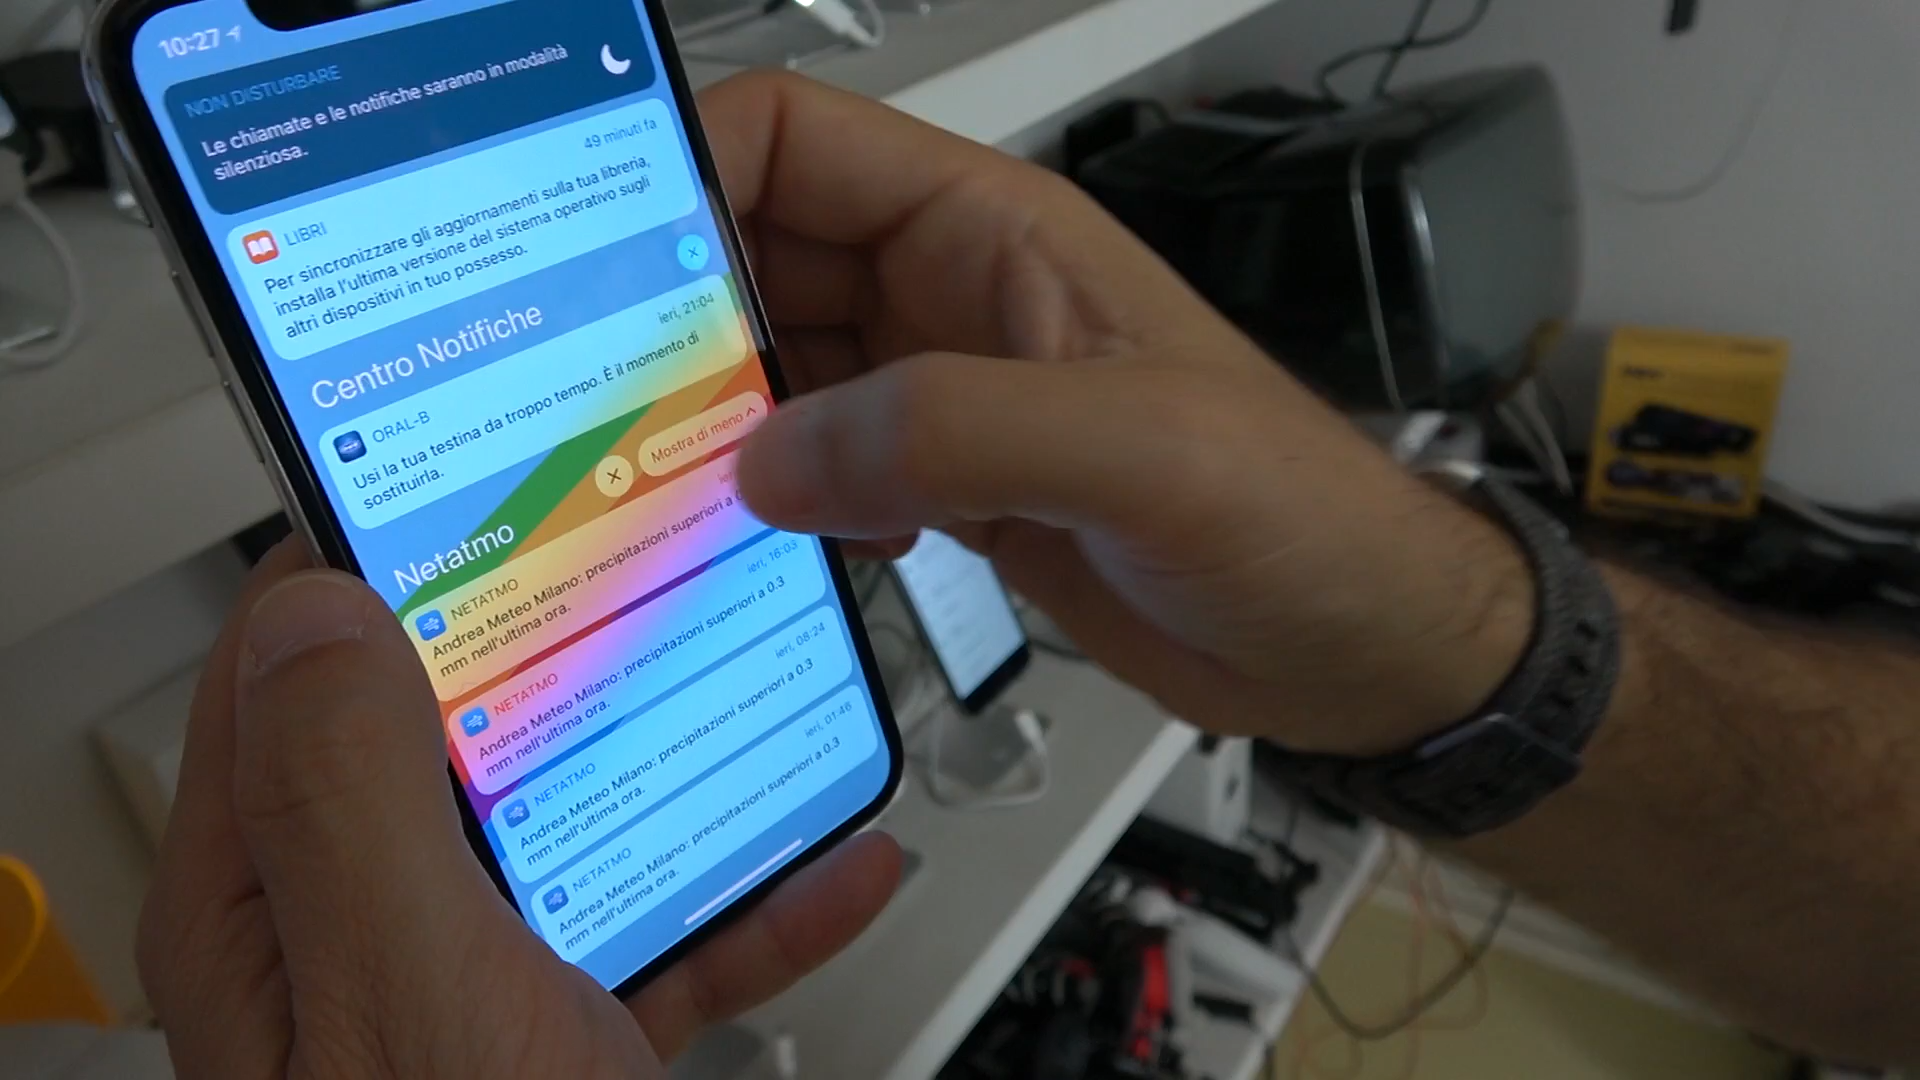 10:27
NON DISTURBARE
Le chiamate e le notifiche saranno in modalità
silenziosa.
LIBRI
49 minuti fa
Per sincronizzare gli aggiornamenti sulla tua libreria,
installa l'ultima versione del sistema operativo sugli
altri dispositivi in tuo possesso.
Centro Notifiche
ORAL-B
ieri, 21:04
Usi la tua testina da troppo tempo. È il momento di
sostituirla.
Netatmo
Mostra di meno
NETATMO
Andrea Meteo Milano: precipitazioni superiori a
mm nell'ultima ora.
NETATMO
ieri, 16:03
Andrea Meteo Milano: precipitazioni superiori a 0.3
mm nell'ultima ora.
NETATMO
ieri, 08:24
Andrea Meteo Milano: precipitazioni superiori a 0.3
mm nell'ultima ora.
NETATMO
ieri, 01:46
Andrea Meteo Milano: precipitazioni superiori a 0.3
mm nell'ultima ora.